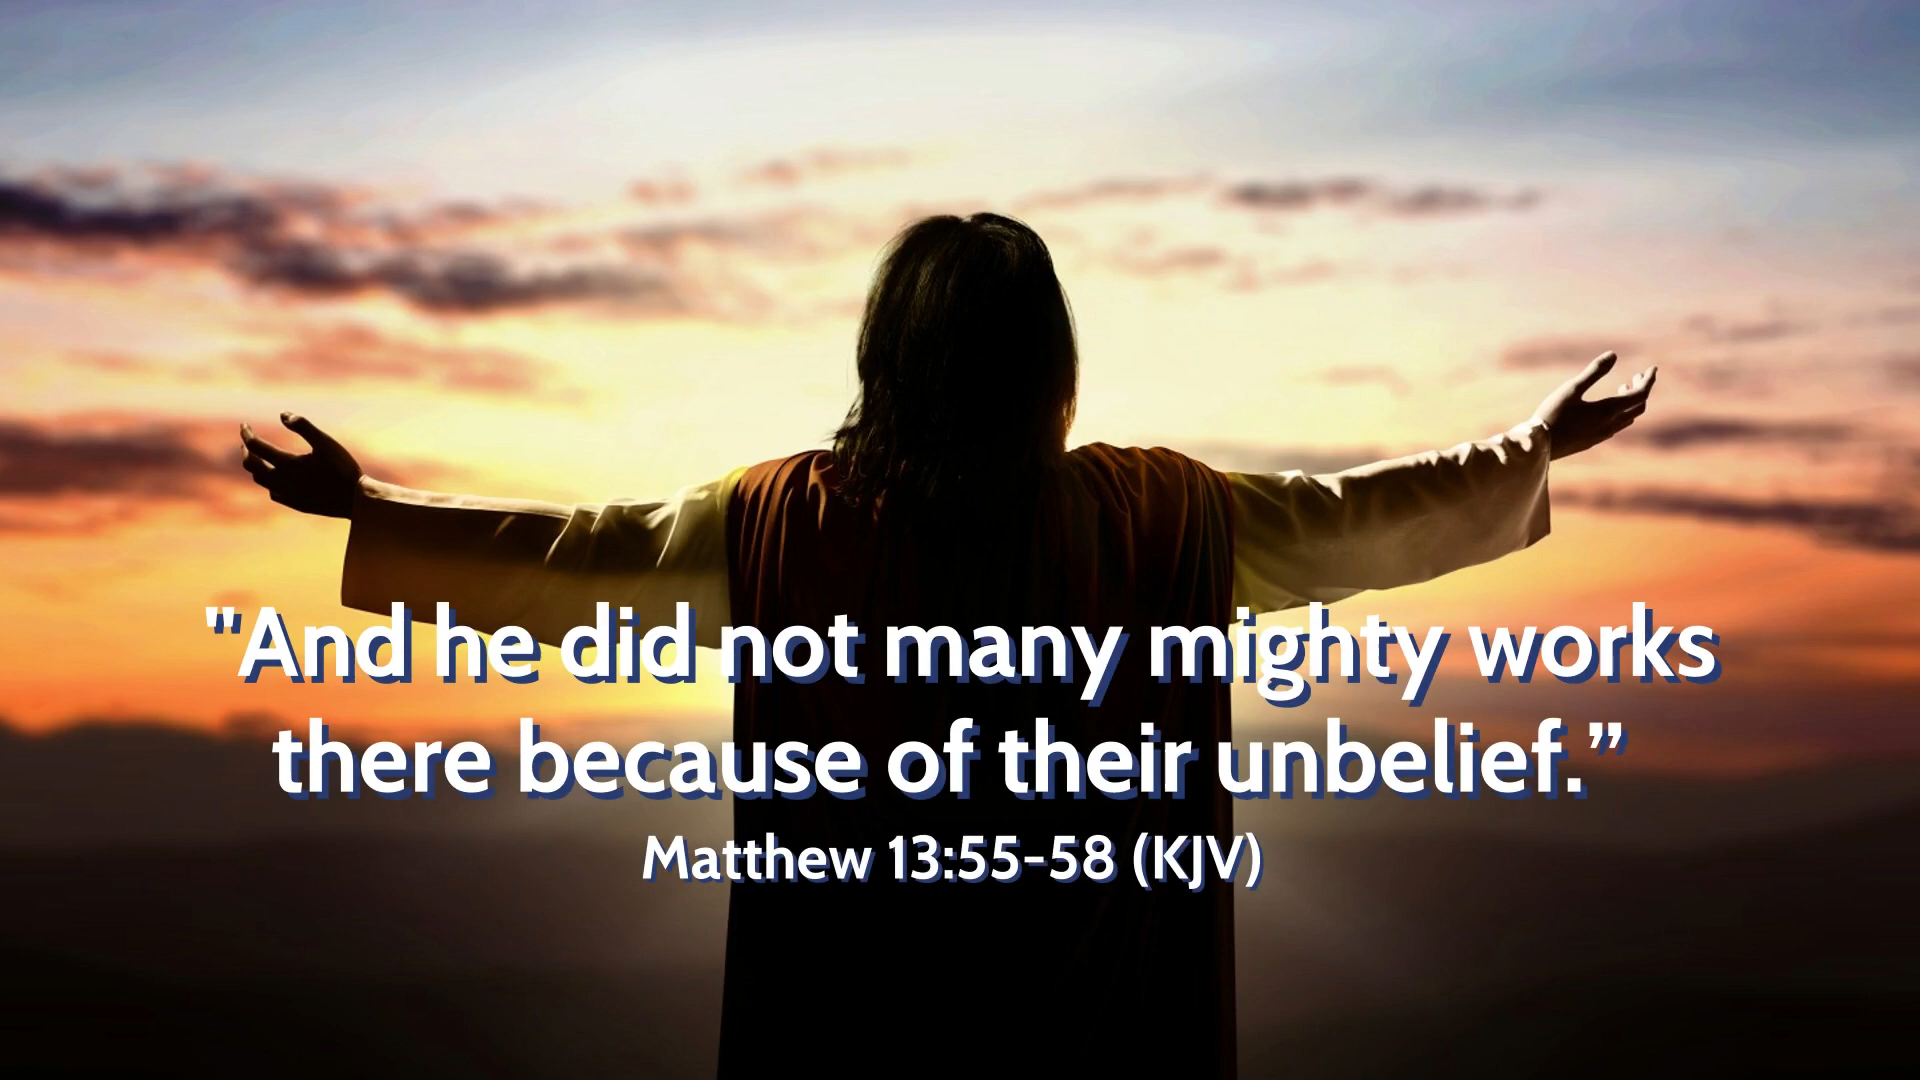 "And he did not many mighty works
there because of their unbelief.”
Matthew 13:55-58 (KJV)